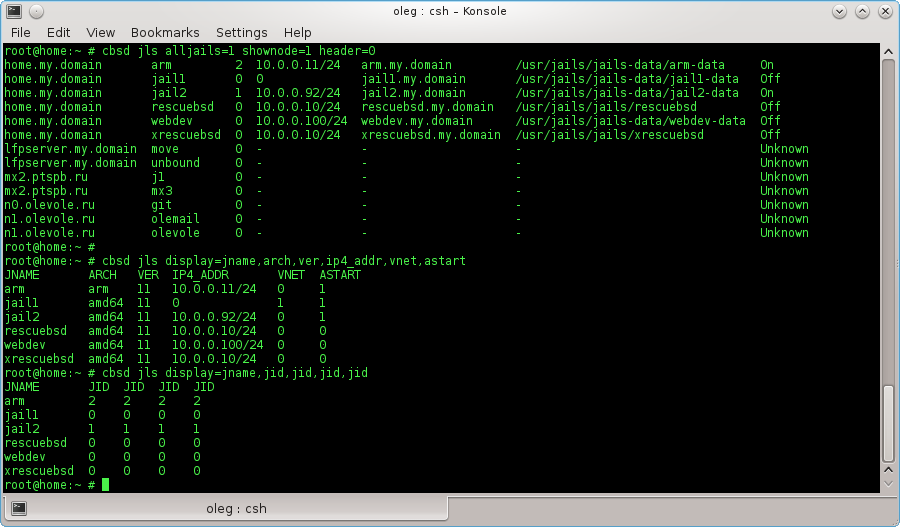 oleg : csh – Konsole
File Edit View Bookmarks Settings Help
root@home:~ # cbsd jls alljails=1 shownode=1 header=0
home.my.domain arm 2 10.0.0.11/24 arm.my.domain /usr/jails/jails-data/arm-data On
home.my.domain jail1 0 0 jail1.my.domain /usr/jails/jails-data/jail1-data Off
home.my.domain jail2 1 10.0.0.92/24 jail2.my.domain /usr/jails/jails-data/jail2-data On
home.my.domain rescuebsd 0 10.0.0.10/24 rescuebsd.my.domain /usr/jails/jails/rescuebsd Off
home.my.domain webdev 0 10.0.0.100/24 webdev.my.domain /usr/jails/jails-data/webdev-data Off
home.my.domain xrescuebsd 0 10.0.0.10/24 xrescuebsd.my.domain /usr/jails/jails/xrescuebsd Off
lfpserver.my.domain move 0 - - - Unknown
lfpserver.my.domain unbound 0 - - - Unknown
mx2.ptspb.ru j1 0 - - - Unknown
mx2.ptspb.ru mx3 0 - - - Unknown
n0.olevole.ru git 0 - - - Unknown
n1.olevole.ru olemail 0 - - - Unknown
n1.olevole.ru olevole 0 - - - Unknown
root@home:~ #
root@home:~ # cbsd jls display=jname,arch,ver,ip4_addr,vnet,astart
JNAME ARCH VER IP4_ADDR VNET ASTART
arm arm 11 10.0.0.11/24 0 1
jail1 amd64 11 0 1 1
jail2 amd64 11 10.0.0.92/24 0 1
rescuebsd amd64 11 10.0.0.10/24 0 0
webdev amd64 11 10.0.0.100/24 0 0
xrescuebsd amd64 11 10.0.0.10/24 0 0
root@home:~ # cbsd jls display=jname,jid,jid,jid,jid
JNAME JID JID JID JID
arm 2 2 2 2
jail1 0 0 0 0
jail2 1 1 1 1
rescuebsd 0 0 0 0
webdev 0 0 0 0
xrescuebsd 0 0 0 0
root@home:~ #
oleg : csh